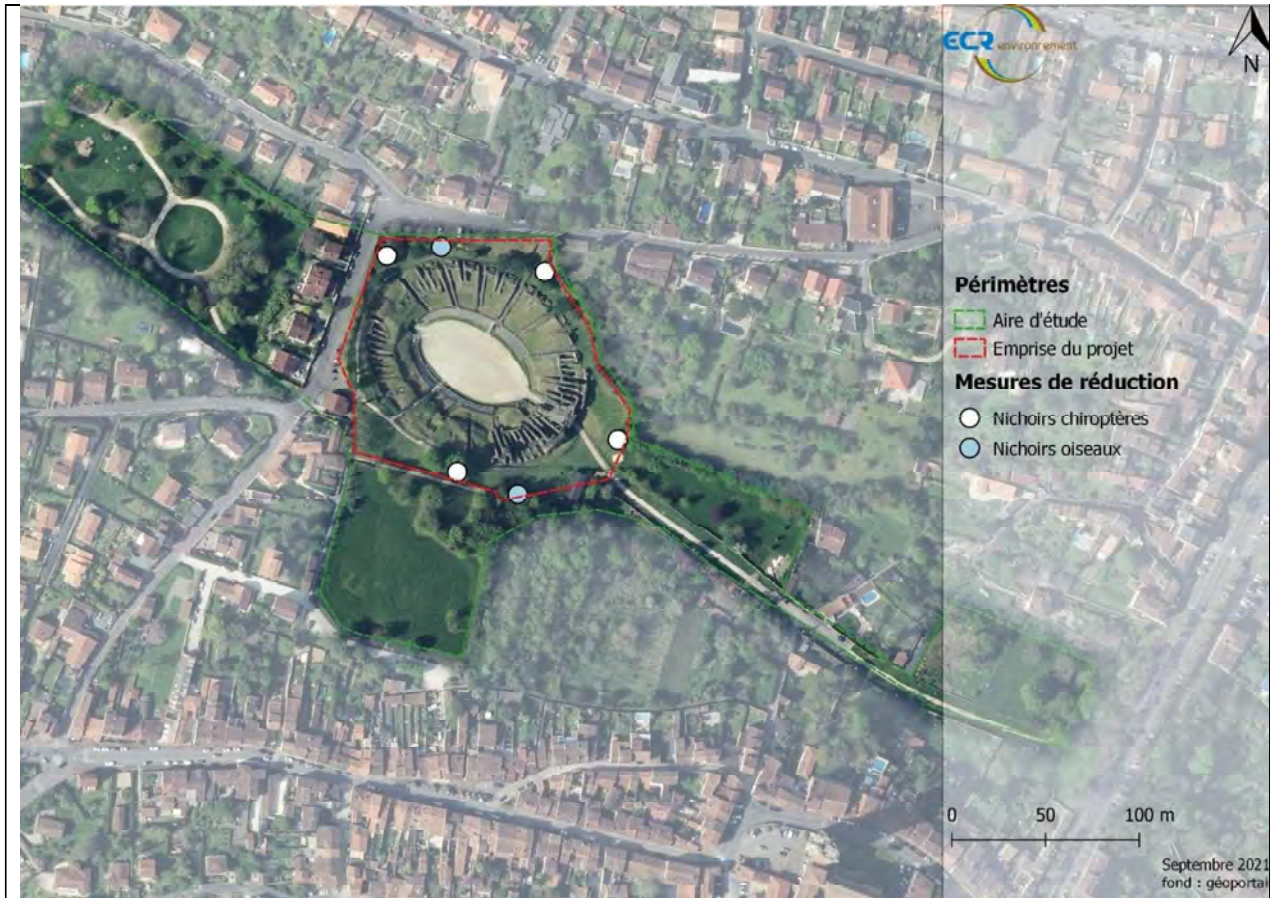 ECR environnement
N
Périmètres
Aire d'étude
Emprise du projet
Mesures de réduction
Nichoirs chiroptères
Nichoirs oiseaux
0 50 100 m
Septembre 2021
fond : géoportai